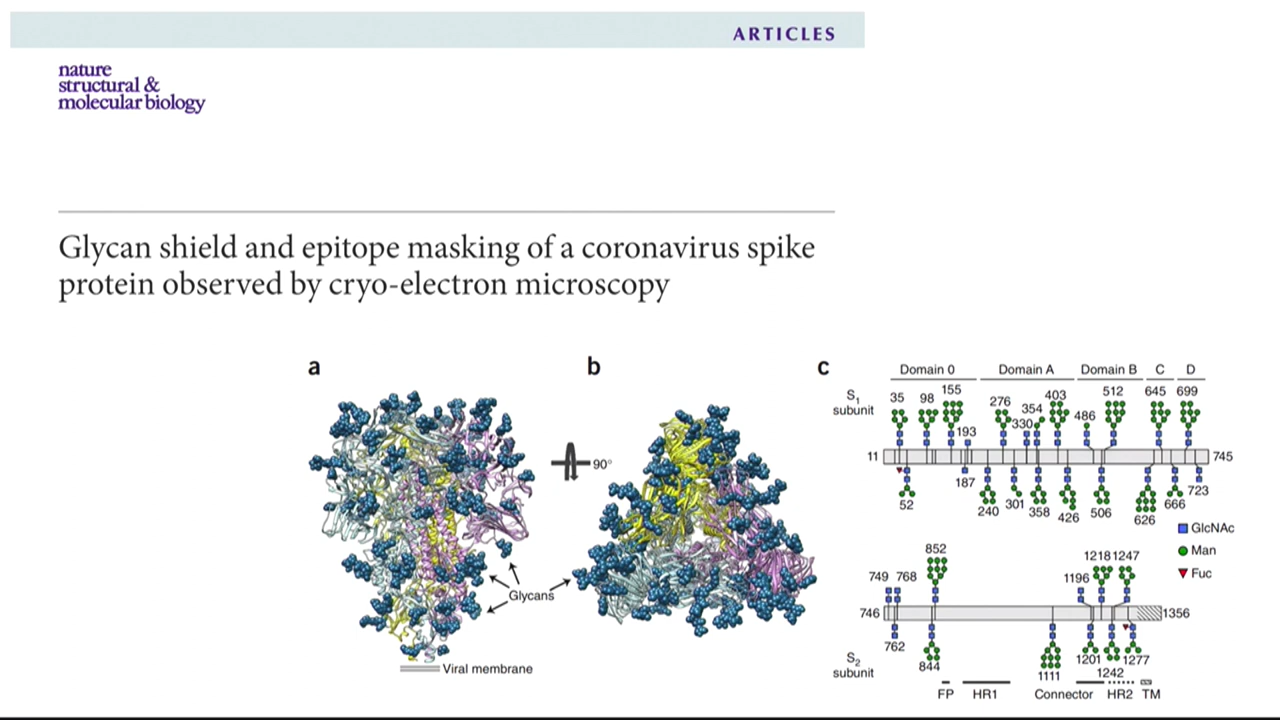 ARTICLES
nature
structural &
molecular biology
Glycan shield and epitope masking of a coronavirus spike
protein observed by cryo-electron microscopy
a
b
c
90°
Glycans
Viral membrane
Domain 0 Domain A Domain B C D
S1 subunit
35 98 155 276 354 403 512 645 699
193 330 486
11 745
187 723
52 240 301 358 426 506 626 666
GlcNAc
Man
Fuc
852 1218 1247
749 768 1196
746 1356
762 844 1111 1201 1242 1277
S2 subunit
FP HR1 Connector HR2 TM